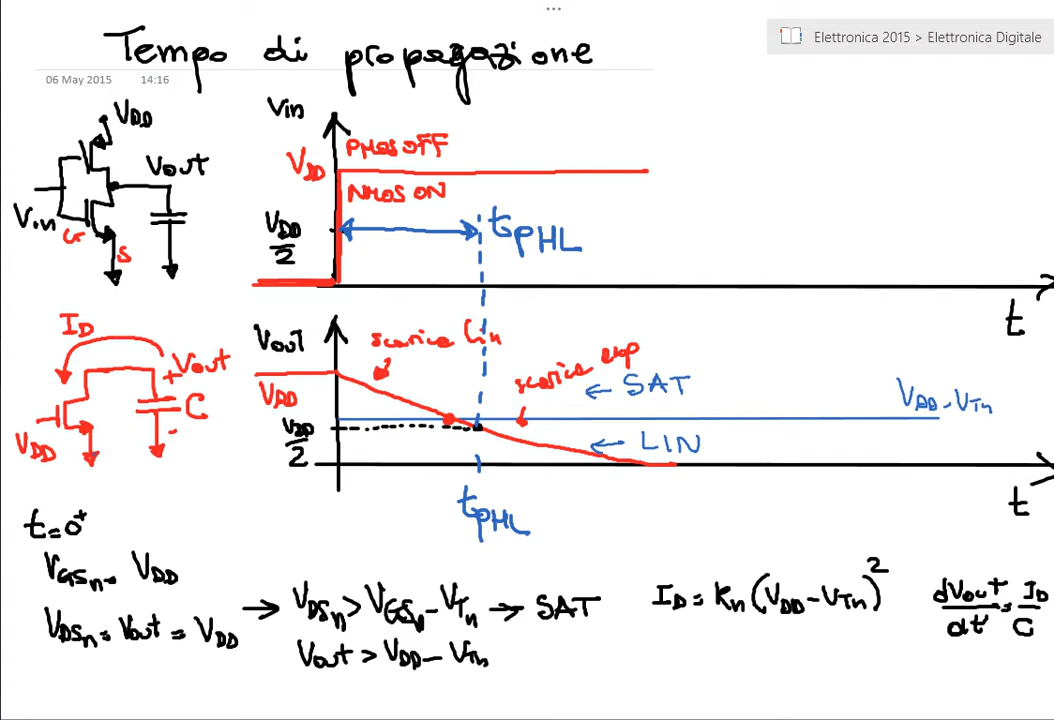 Elettronica 2015 > Elettronica Digitale
Tempo di propagazione
06 May 2015 14:16
VDD
Vout
Vin
G
S
Vin
VDD
PMOS OFF
NMOS ON
VDD/2
tpHL
t
ID
+ Vout
C
-
VDD
Vout
scarica lin
scarica esp
VDD
← SAT
VDD - VTn
VDD/2
← LIN
tpHL
t
t=0⁺
VGSn = VDD
VDSn = Vout = VDD
→ VDSn > VGSn - VTn → SAT
Vout > VDD - VTn
ID = Kn (VDD - VTn)²
dVout/dt = ID/C